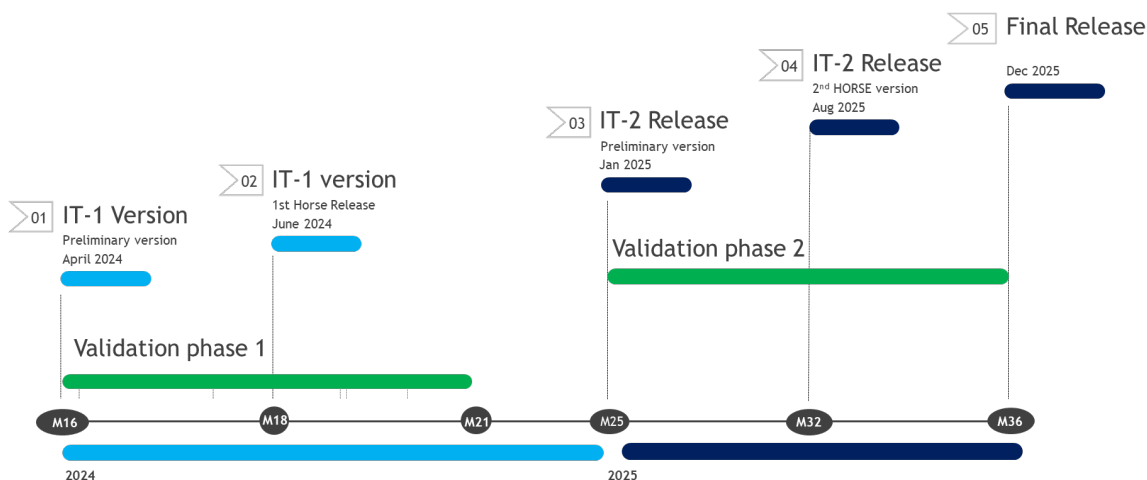 05
Final Release
Dec 2025
04
IT-2 Release
2nd HORSE version
Aug 2025
03
IT-2 Release
Preliminary version
Jan 2025
02
IT-1 version
1st Horse Release
June 2024
01
IT-1 Version
Preliminary version
April 2024
Validation phase 2
Validation phase 1
M16
M18
M21
M25
M32
M36
2024
2025